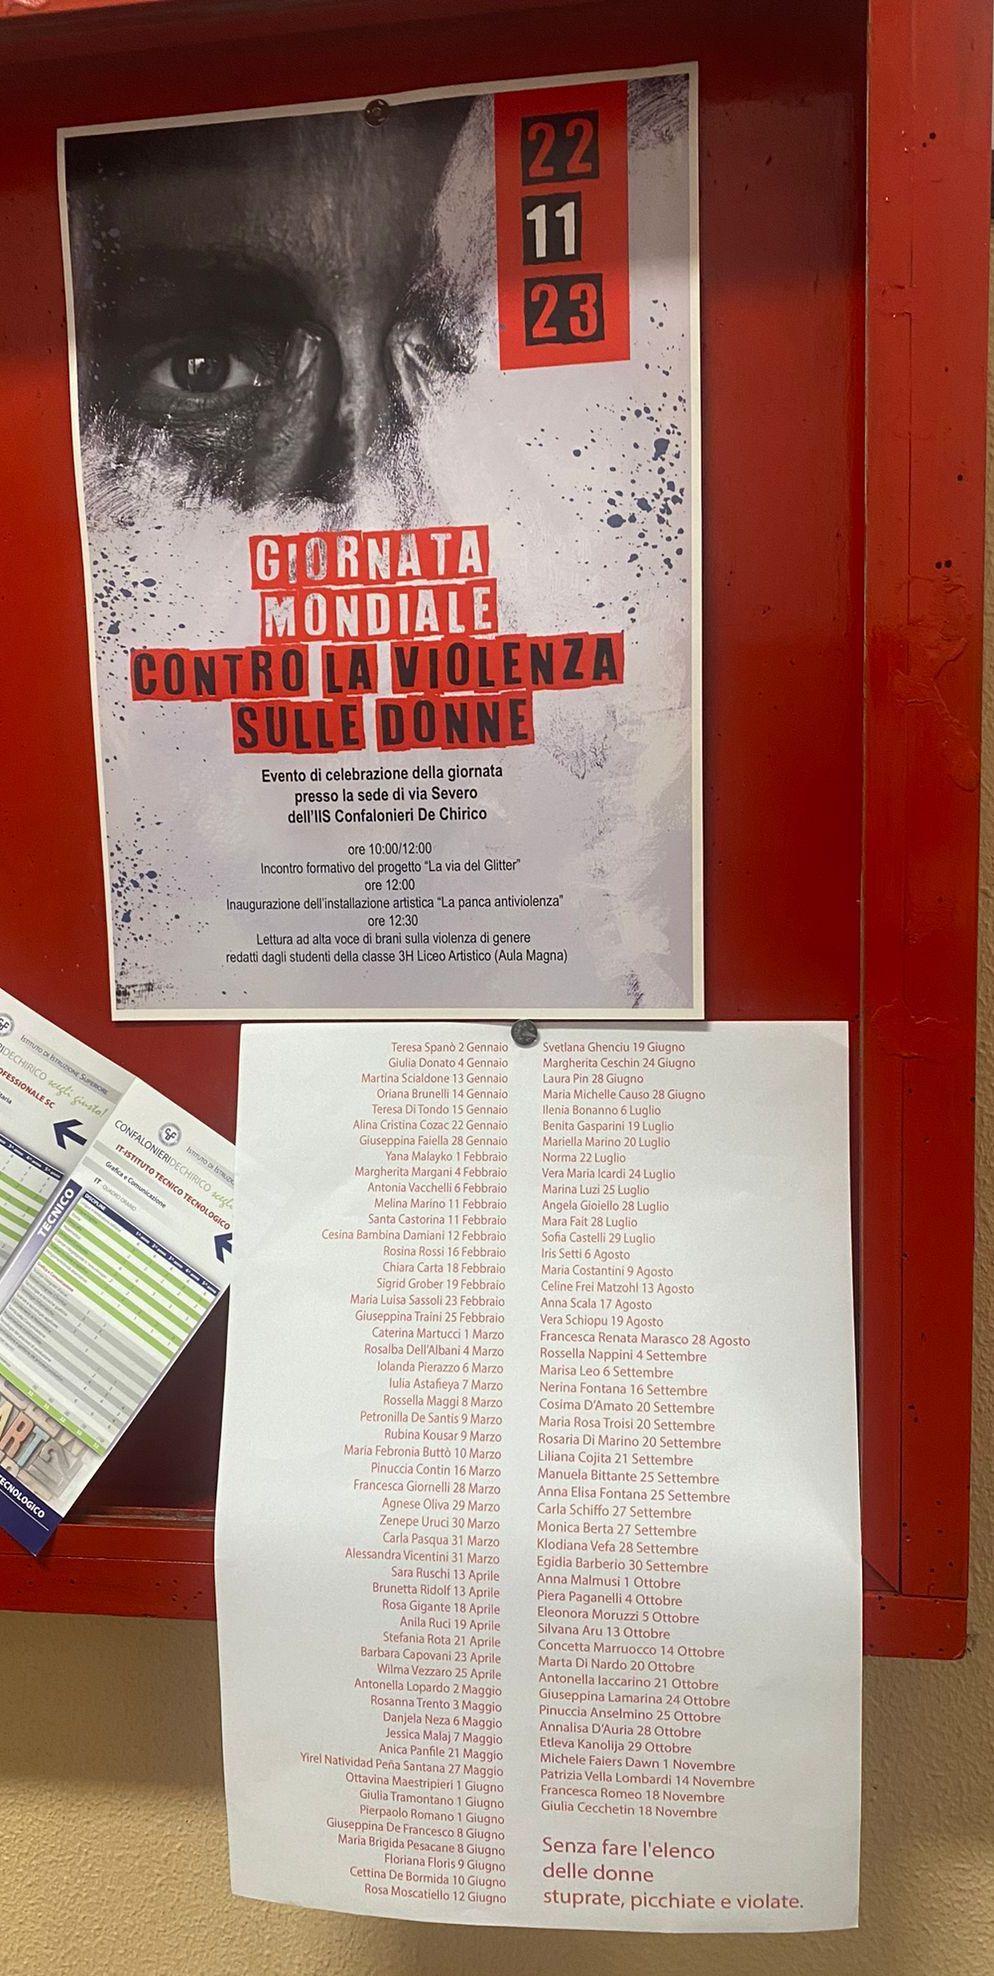 22
11
23
GIORNATA
MONDIALE
CONTRO LA VIOLENZA
SULLE DONNE
Evento di celebrazione della giornata
presso la sede di via Severo
dell'IIS Confalonieri De Chirico
ore 10:00/12:00
Incontro formativo del progetto "La via del Glitter"
ore 12:00
Inaugurazione dell'installazione artistica "La panca antiviolenza"
ore 12:30
Lettura ad alta voce di brani sulla violenza di genere
redatti dagli studenti della classe 3H Liceo Artistico (Aula Magna)
Teresa Spanò 2 Gennaio
Giulia Donato 4 Gennaio
Martina Scialdone 13 Gennaio
Oriana Brunelli 14 Gennaio
Teresa Di Tondo 15 Gennaio
Alina Cristina Cozac 22 Gennaio
Giuseppina Faiella 28 Gennaio
Yana Malayko 1 Febbraio
Margherita Margani 4 Febbraio
Antonia Vacchelli 6 Febbraio
Melina Marino 11 Febbraio
Santa Castorina 11 Febbraio
Cesina Bambina Damiani 12 Febbraio
Rosina Rossi 16 Febbraio
Chiara Carta 18 Febbraio
Sigrid Grober 19 Febbraio
Maria Luisa Sassoli 23 Febbraio
Giuseppina Traini 25 Febbraio
Caterina Martucci 1 Marzo
Rosalba Dell'Albani 4 Marzo
Iolanda Pierazzo 6 Marzo
Iulia Astafieya 7 Marzo
Rossella Maggi 8 Marzo
Petronilla De Santis 9 Marzo
Rubina Kousar 9 Marzo
Maria Febronia Buttò 10 Marzo
Pinuccia Contin 16 Marzo
Francesca Giornelli 28 Marzo
Agnese Oliva 29 Marzo
Zenepe Uruci 30 Marzo
Carla Pasqua 31 Marzo
Alessandra Vicentini 31 Marzo
Sara Ruschi 13 Aprile
Brunetta Ridolf 13 Aprile
Rosa Gigante 18 Aprile
Anila Ruci 19 Aprile
Stefania Rota 21 Aprile
Barbara Capovani 23 Aprile
Wilma Vezzaro 25 Aprile
Antonella Lopardo 2 Maggio
Rosanna Trento 3 Maggio
Danjela Neza 6 Maggio
Jessica Malaj 7 Maggio
Anica Panfile 21 Maggio
Yirel Natividad Peña Santana 27 Maggio
Ottavina Maestripieri 1 Giugno
Giulia Tramontano 1 Giugno
Pierpaolo Romano 1 Giugno
Giuseppina De Francesco 8 Giugno
Maria Brigida Pesacane 8 Giugno
Floriana Floris 9 Giugno
Cettina De Bormida 10 Giugno
Rosa Moscatiello 12 Giugno
Svetlana Ghenciu 19 Giugno
Margherita Ceschin 24 Giugno
Laura Pin 28 Giugno
Maria Michelle Causo 28 Giugno
Ilenia Bonanno 6 Luglio
Benita Gasparini 19 Luglio
Mariella Marino 20 Luglio
Norma 22 Luglio
Vera Maria Icardi 24 Luglio
Marina Luzi 25 Luglio
Angela Gioiello 28 Luglio
Mara Fait 28 Luglio
Sofia Castelli 29 Luglio
Iris Setti 6 Agosto
Maria Costantini 9 Agosto
Celine Frei Matzohl 13 Agosto
Anna Scala 17 Agosto
Vera Schiopu 19 Agosto
Francesca Renata Marasco 28 Agosto
Rossella Nappini 4 Settembre
Marisa Leo 6 Settembre
Nerina Fontana 16 Settembre
Cosima D'Amato 20 Settembre
Maria Rosa Troisi 20 Settembre
Rosaria Di Marino 20 Settembre
Liliana Cojita 21 Settembre
Manuela Bittante 25 Settembre
Anna Elisa Fontana 25 Settembre
Carla Schiffo 27 Settembre
Monica Berta 27 Settembre
Klodiana Vefa 28 Settembre
Egidia Barberio 30 Settembre
Anna Malmusi 1 Ottobre
Piera Paganelli 4 Ottobre
Eleonora Moruzzi 5 Ottobre
Silvana Aru 13 Ottobre
Concetta Marruocco 14 Ottobre
Marta Di Nardo 20 Ottobre
Antonella Iaccarino 21 Ottobre
Giuseppina Lamarina 24 Ottobre
Pinuccia Anselmino 25 Ottobre
Annalisa D'Auria 28 Ottobre
Etleva Kanolija 29 Ottobre
Michele Faiers Dawn 1 Novembre
Patrizia Vella Lombardi 14 Novembre
Francesca Romeo 18 Novembre
Giulia Cecchetin 18 Novembre
Senza fare l'elenco
delle donne
stuprate, picchiate e violate.
ISTITUTO DI ISTRUZIONE SUPERIORE
scegli giusto!
CONFALONIERIDECHIRICO
IT-ISTITUTO TECNICO TECNOLOGICO
Grafica e Comunicazione
IT QUADRO ORARIO
TECNICO
DISCIPLINE